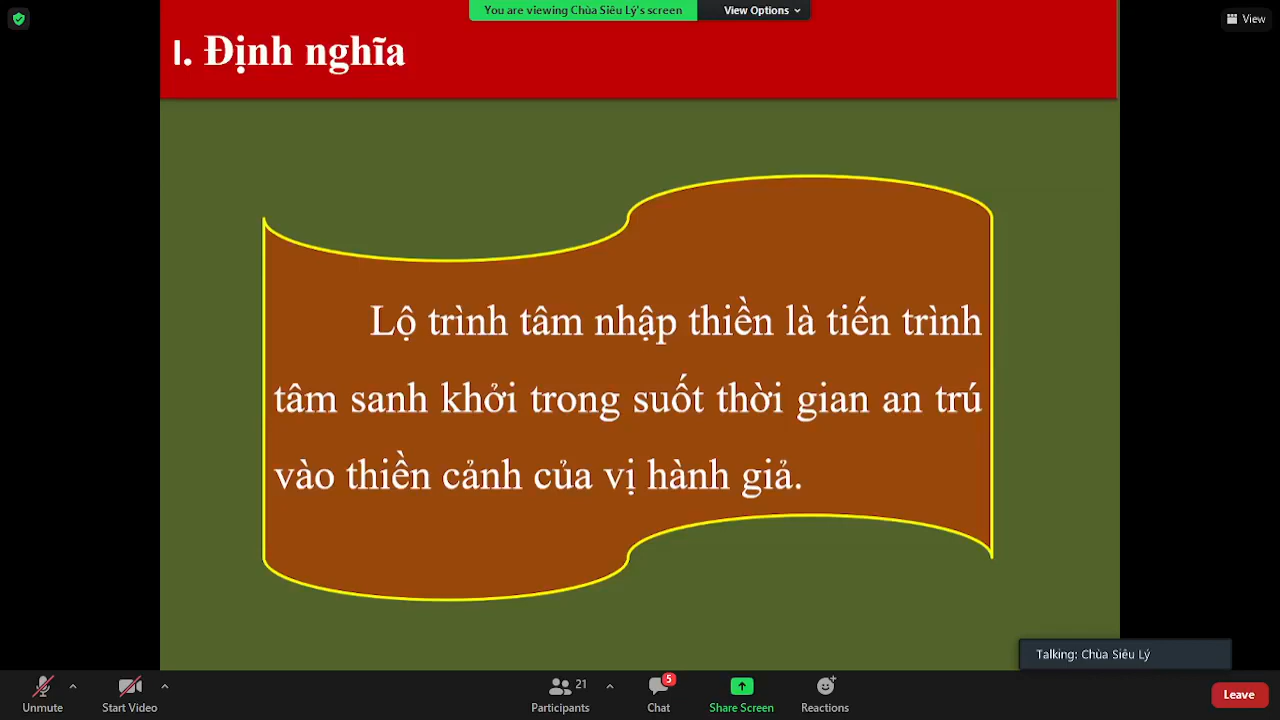 You are viewing Chùa Siêu Lý's screen
View Options
View
I. Định nghĩa
Lộ trình tâm nhập thiền là tiến trình
tâm sanh khởi trong suốt thời gian an trú
vào thiền cảnh của vị hành giả.
Talking: Chùa Siêu Lý
Unmute
Start Video
21
Participants
5
Chat
Share Screen
Reactions
Leave